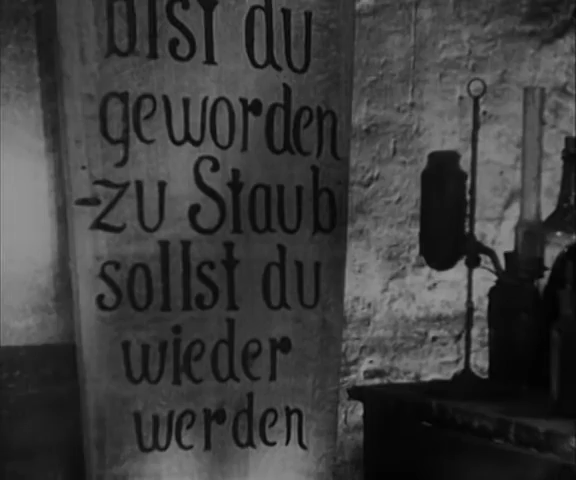 bist du
geworden
-zu Staub
sollst du
wieder
werden